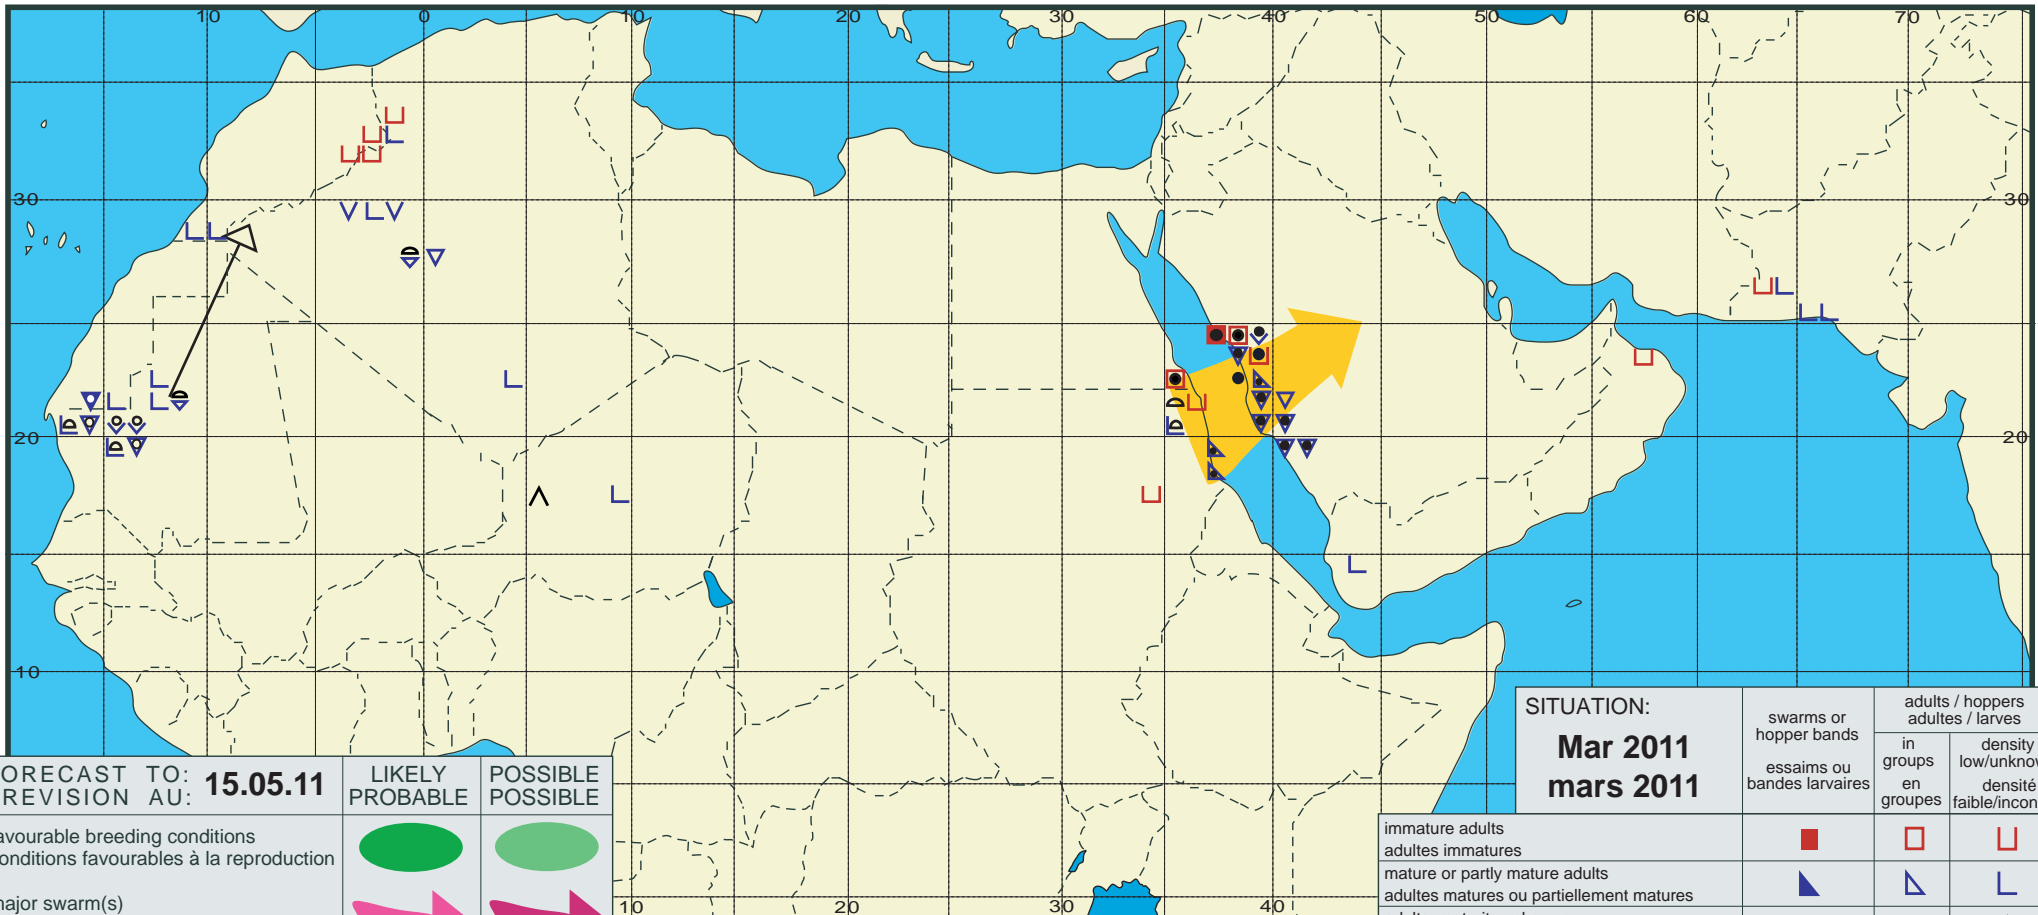 10 0 10 20 30 40 50 60 70
30 30
20 20
10
SITUATION:
Mar 2011
mars 2011
swarms or
hopper bands
essaims ou
bandes larvaires
adults / hoppers
adultes / larves
in
groups
en
groupes
density
low/unknow
densité
faible/incon
immature adults
adultes immatures
mature or partly mature adults
adultes matures ou partiellement matures
ORECAST TO:
REVISION AU:
15.05.11
LIKELY
PROBABLE
POSSIBLE
POSSIBLE
avourable breeding conditions
onditions favourables à la reproduction
ajor swarm(s)
10 20 30 40